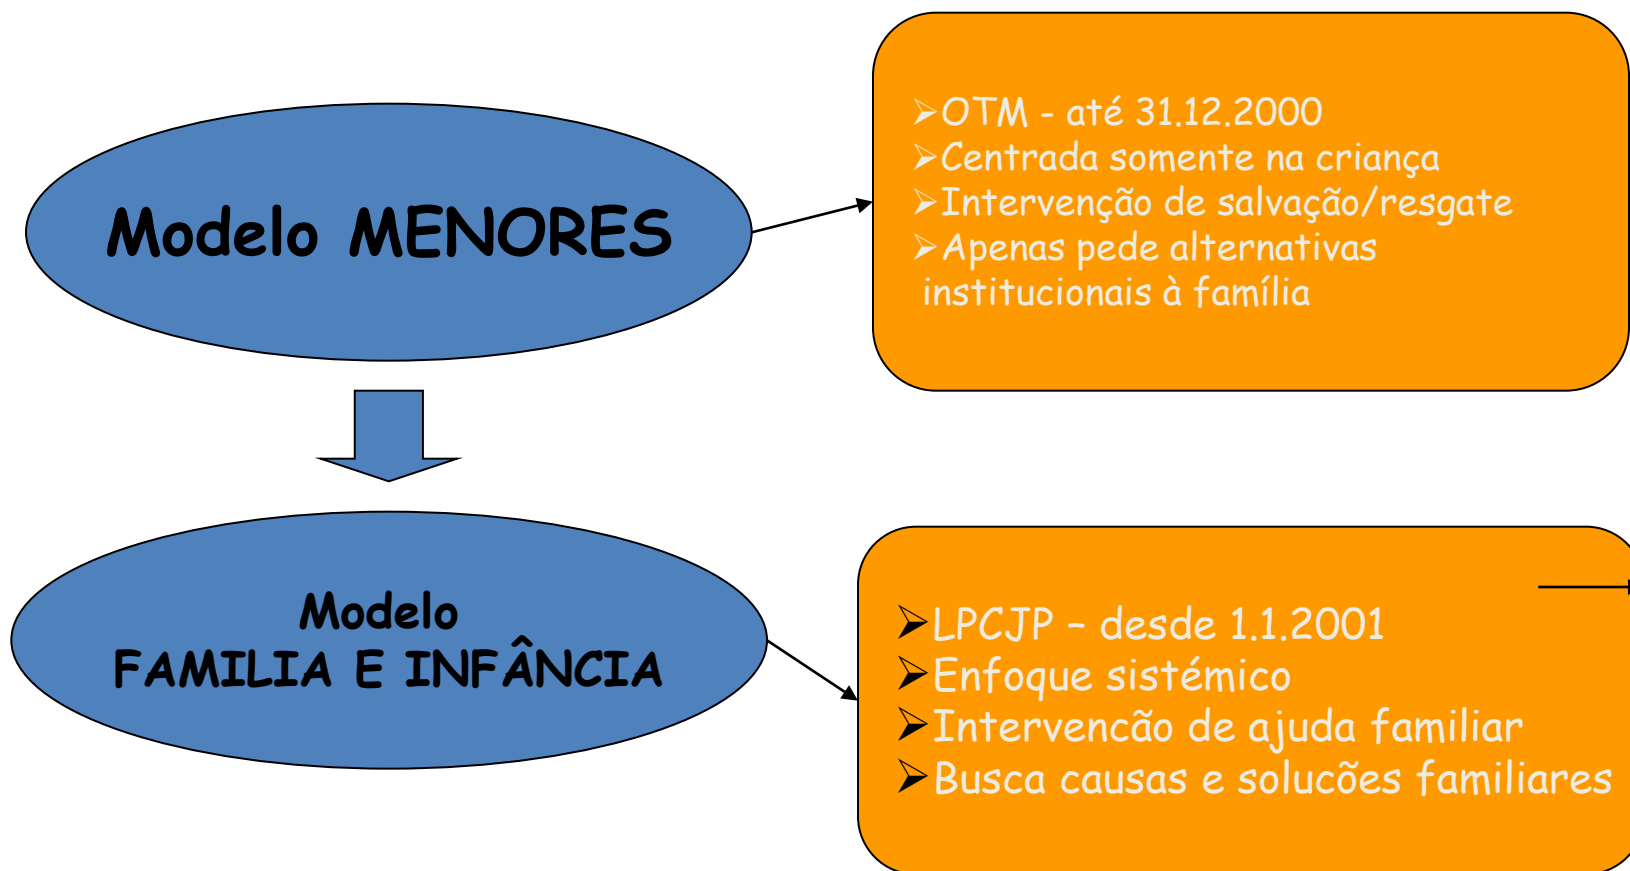 Modelo MENORES
➢OTM - até 31.12.2000
➢Centrada somente na criança
➢Intervenção de salvação/resgate
➢Apenas pede alternativas
institucionais à família
Modelo
FAMILIA E INFÂNCIA
➢LPCJP – desde 1.1.2001
➢Enfoque sistémico
➢Intervencão de ajuda familiar
➢Busca causas e solucões familiares